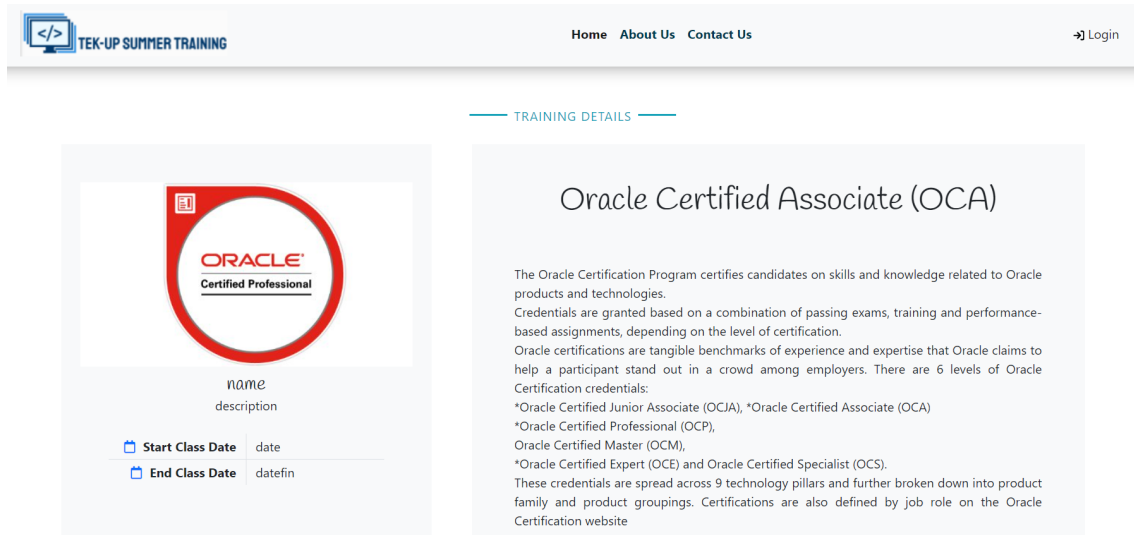 </>
TEK-UP SUMMER TRAINING
Home About Us Contact Us
Login
TRAINING DETAILS
ORACLE
Certified Professional
name
description
Start Class Date date
End Class Date datefin
Oracle Certified Associate (OCA)
The Oracle Certification Program certifies candidates on skills and knowledge related to Oracle
products and technologies.
Credentials are granted based on a combination of passing exams, training and performance-
based assignments, depending on the level of certification.
Oracle certifications are tangible benchmarks of experience and expertise that Oracle claims to
help a participant stand out in a crowd among employers. There are 6 levels of Oracle
Certification credentials:
*Oracle Certified Junior Associate (OCJA), *Oracle Certified Associate (OCA)
*Oracle Certified Professional (OCP),
Oracle Certified Master (OCM),
*Oracle Certified Expert (OCE) and Oracle Certified Specialist (OCS).
These credentials are spread across 9 technology pillars and further broken down into product
family and product groupings. Certifications are also defined by job role on the Oracle
Certification website